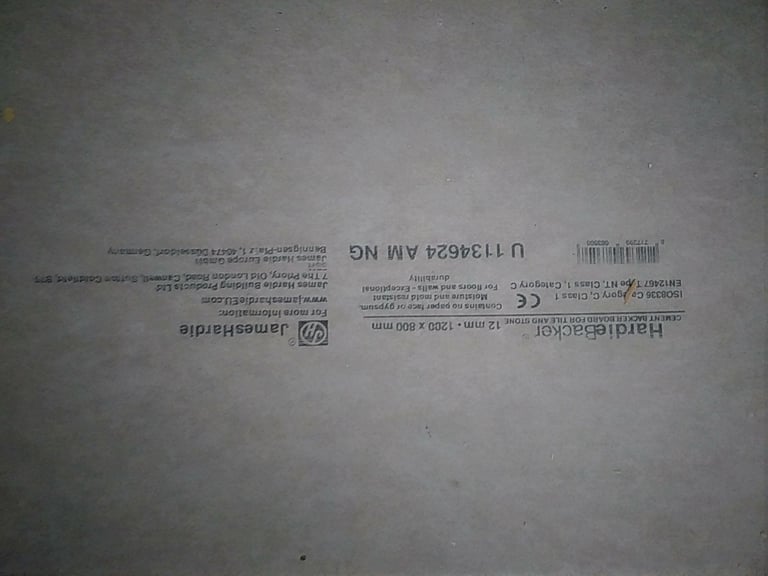 HardieBacker®
CEMENT BACKER BOARD FOR TILE AND STONE
12 mm • 1200 x 800 mm
ISO8336 Category C, Class 1
EN12467 Type NT, Class 1, Category C
CE
Contains no paper face or gypsum.
Moisture and mold resistant
For floors and walls - Exceptional
durability
U 1134624 AM NG
JH JamesHardie®
For more information:
www.jameshardieEU.com
James Hardie Building Products Ltd
7 The Priory, Old London Road, Canwell, Sutton Coldfield, B75
James Hardie Europe GmbH
Bennigsen-Platz 1, 40474 Düsseldorf, Germany